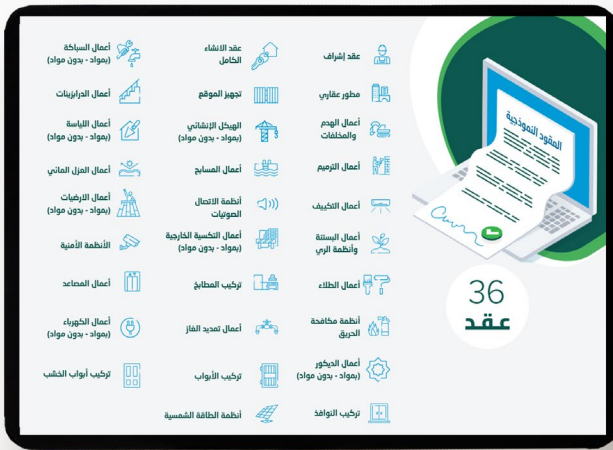 العقود النموذجية
36
عقد
عقد إشراف
مطور عقاري
أعمال الهدم
والمخلفات
أعمال الترميم
أعمال التكييف
أعمال البستنة
وأنظمة الري
أعمال الطلاء
أنظمة مكافحة
الحريق
أعمال الديكور
(بمواد - بدون مواد)
تركيب النوافذ
عقد الانشاء
الكامل
تجهيز الموقع
الهيكل الإنشائي
(بمواد - بدون مواد)
أعمال المسابح
أنظمة الاتصال
الصوتيات
أعمال التكسية الخارجية
(بمواد - بدون مواد)
تركيب المطابخ
أعمال تمديد الغاز
تركيب الأبواب
أنظمة الطاقة الشمسية
أعمال السباكة
(بمواد - بدون مواد)
أعمال الدرابزينات
أعمال اللياسة
(بمواد - بدون مواد)
أعمال العزل المائي
أعمال الارضيات
(بمواد - بدون مواد)
الأنظمة الأمنية
أعمال المصاعد
أعمال الكهرباء
(بمواد - بدون مواد)
تركيب أبواب الخشب